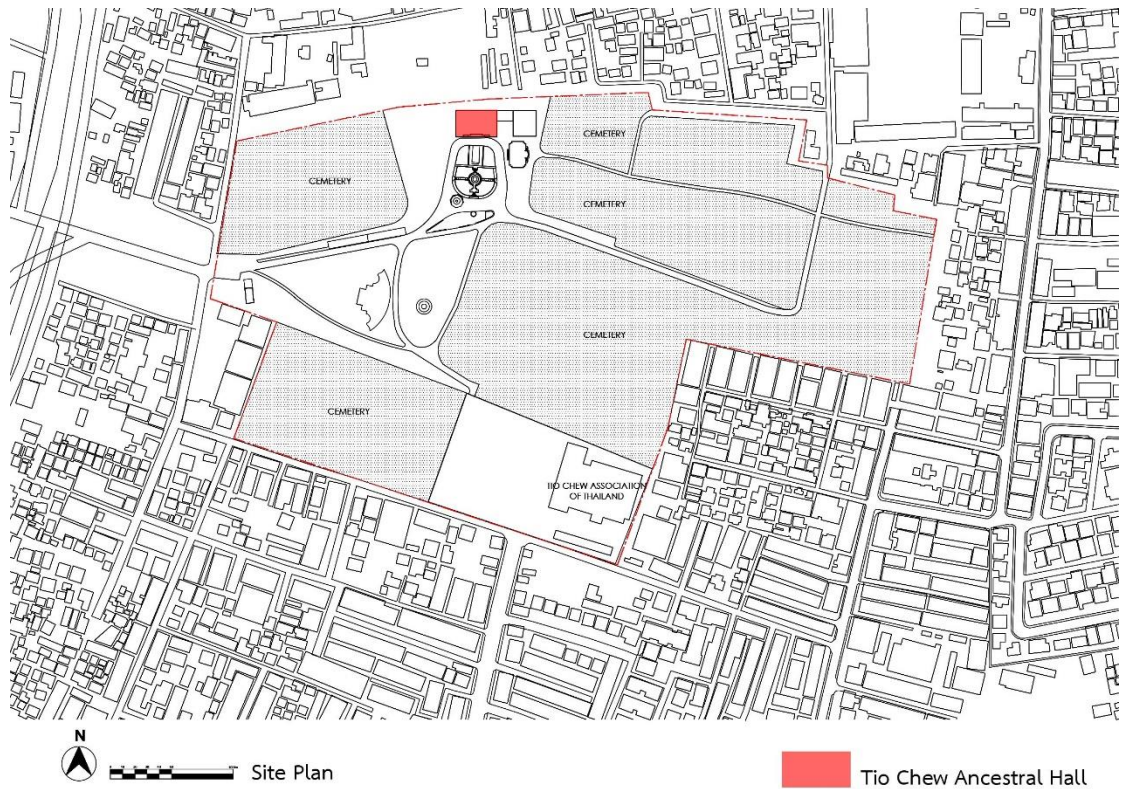 CEMETERY
CEMETERY
CEMETERY
CEMETERY
CEMETERY
TIO CHEW ASSOCIATION
OF THAILAND
N
Site Plan
Tio Chew Ancestral Hall